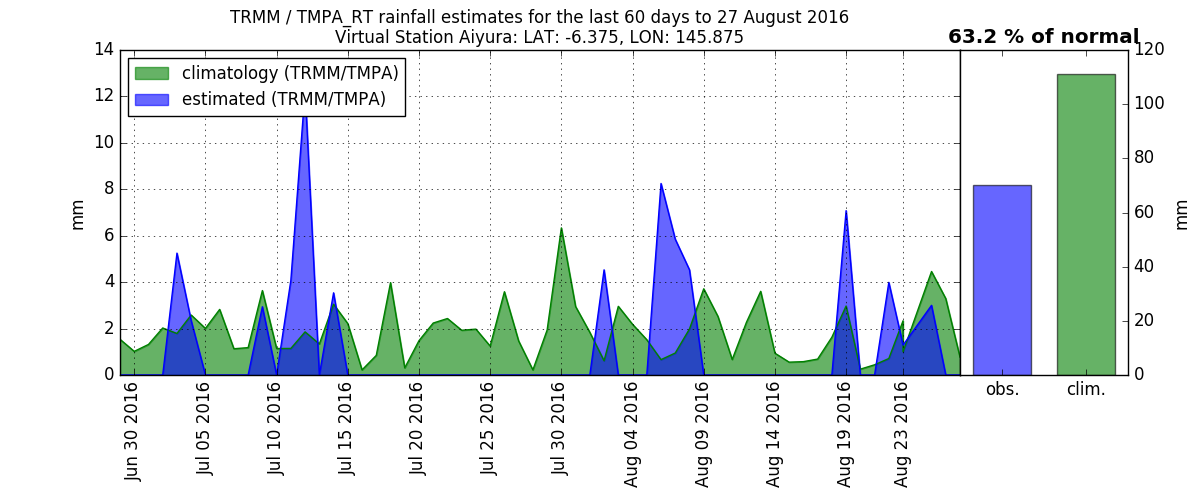 TRMM / TMPA_RT rainfall estimates for the last 60 days to 27 August 2016
Virtual Station Aiyura: LAT: -6.375, LON: 145.875
63.2 % of normal
climatology (TRMM/TMPA)
estimated (TRMM/TMPA)
mm
14
12
10
8
6
4
2
0
Jun 30 2016
Jul 05 2016
Jul 10 2016
Jul 15 2016
Jul 20 2016
Jul 25 2016
Jul 30 2016
Aug 04 2016
Aug 09 2016
Aug 14 2016
Aug 19 2016
Aug 23 2016
obs.
clim.
120
100
80
60
40
20
0
mm